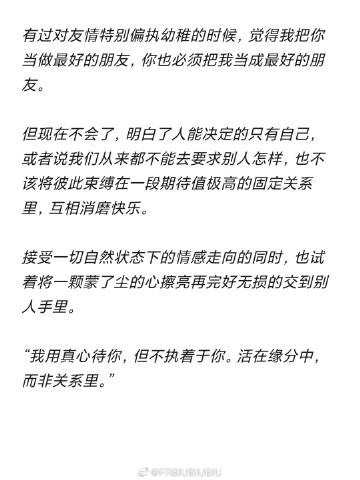 有过对友情特别偏执幼稚的时候，觉得我把你
当做最好的朋友，你也必须把我当成最好的朋
友。
但现在不会了，明白了人能决定的只有自己，
或者说我们从来都不能去要求别人怎样，也不
该将彼此束缚在一段期待值极高的固定关系
里，互相消磨快乐。
接受一切自然状态下的情感走向的同时，也试
着将一颗蒙了尘的心擦亮再完好无损的交到别
人手里。
“我用真心待你，但不执着于你。活在缘分中，
而非关系里。”